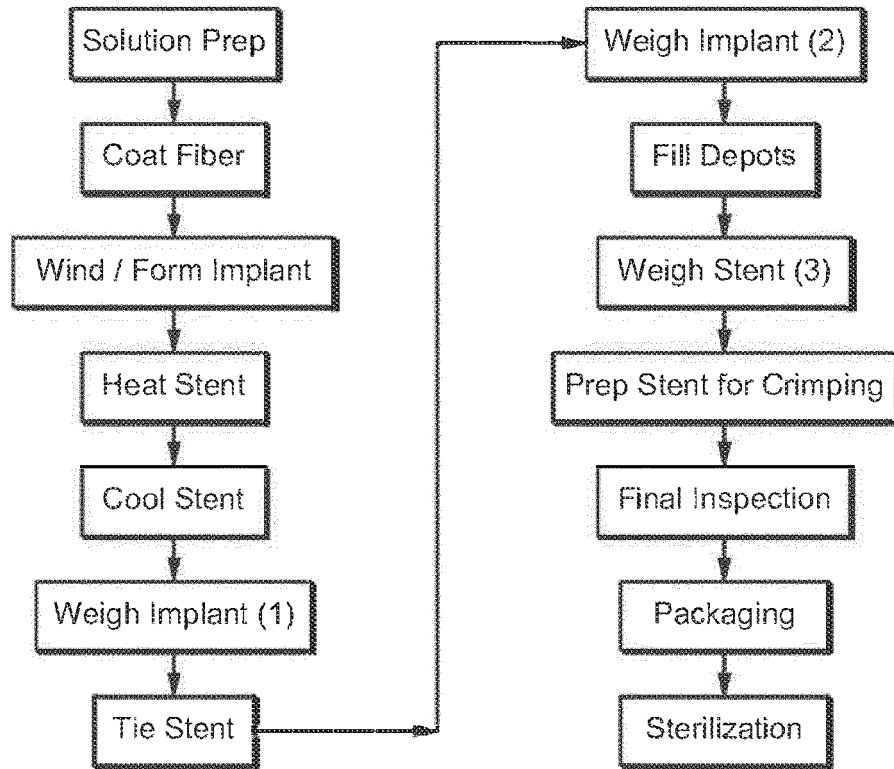 Solution Prep
Coat Fiber
Wind / Form Implant
Heat Stent
Cool Stent
Weigh Implant (1)
Tie Stent
Weigh Implant (2)
Fill Depots
Weigh Stent (3)
Prep Stent for Crimping
Final Inspection
Packaging
Sterilization